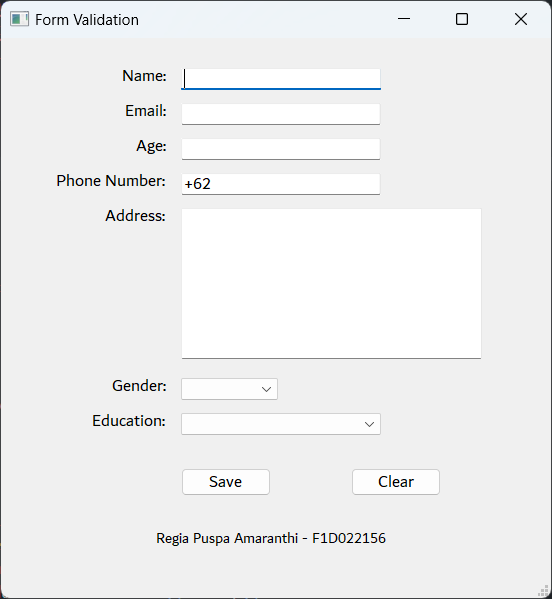 Form Validation
Name:
Email:
Age:
Phone Number: +62
Address:
Gender:
Education:
Save Clear
Regia Puspa Amaranthi - F1D022156